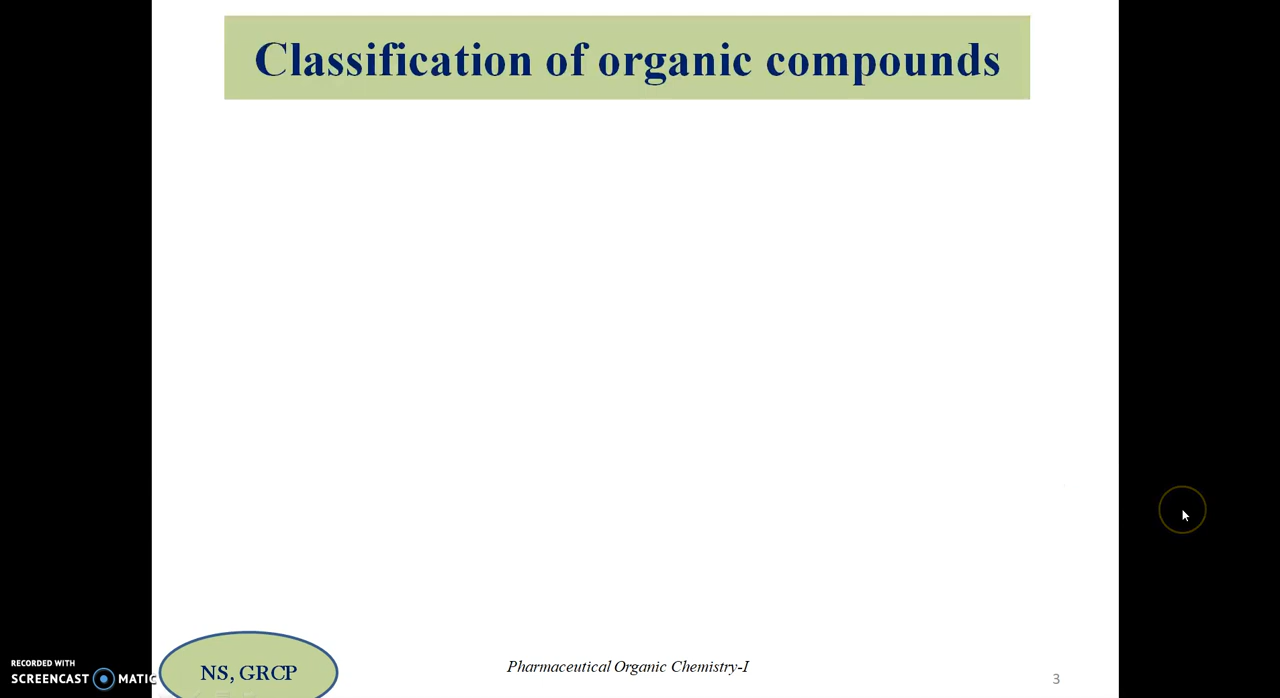 Classification of organic compounds
NS, GRCP
Pharmaceutical Organic Chemistry-I
3
RECORDED WITH
SCREENCAST MATIC